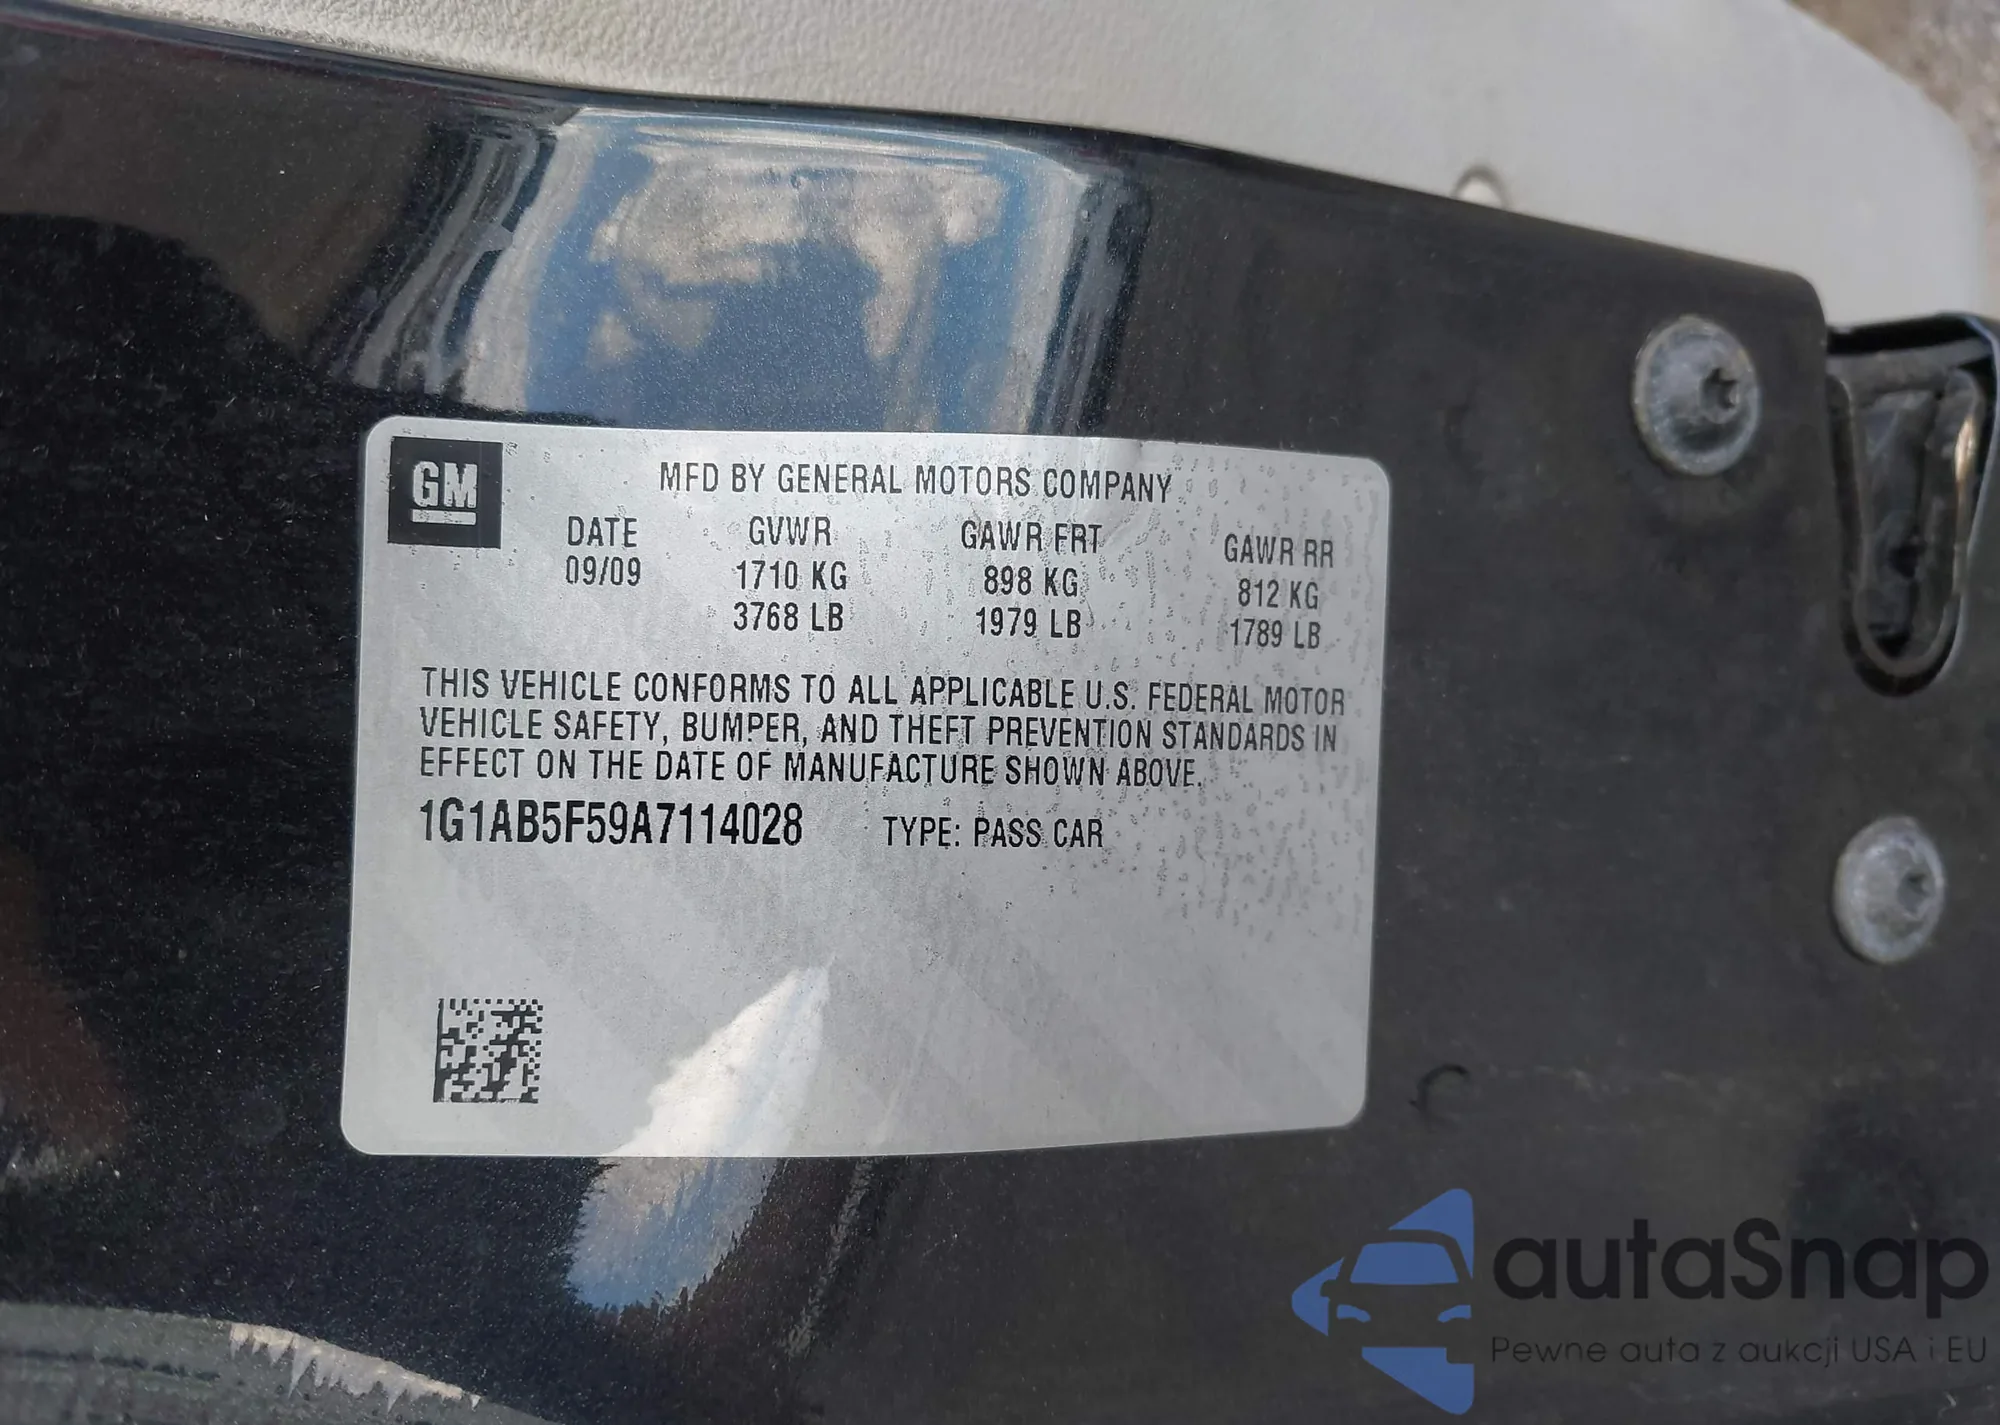 GM
MFD BY GENERAL MOTORS COMPANY
DATE GVWR GAWR FRT GAWR RR
09/09 1710 KG 898 KG 812 KG
3768 LB 1979 LB 1789 LB
THIS VEHICLE CONFORMS TO ALL APPLICABLE U.S. FEDERAL MOTOR
VEHICLE SAFETY, BUMPER, AND THEFT PREVENTION STANDARDS IN
EFFECT ON THE DATE OF MANUFACTURE SHOWN ABOVE.
1G1AB5F59A7114028 TYPE: PASS CAR
autaSnap
Pewne auta z aukcji USA i EU